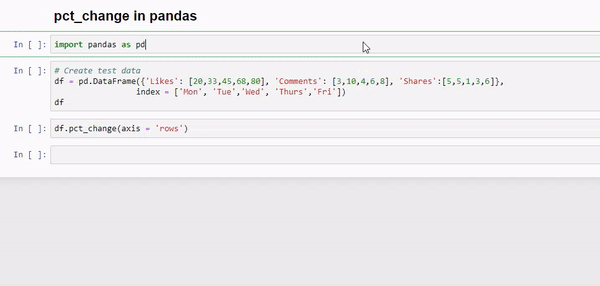 pct_change in pandas
In [ ]: import pandas as pd
In [ ]: # Create test data
df = pd.DataFrame({'Likes': [20,33,45,68,80], 'Comments': [3,10,4,6,8], 'Shares':[5,5,1,3,6]},
index = ['Mon', 'Tue','Wed', 'Thurs','Fri'])
df
In [ ]: df.pct_change(axis = 'rows')
In [ ]: